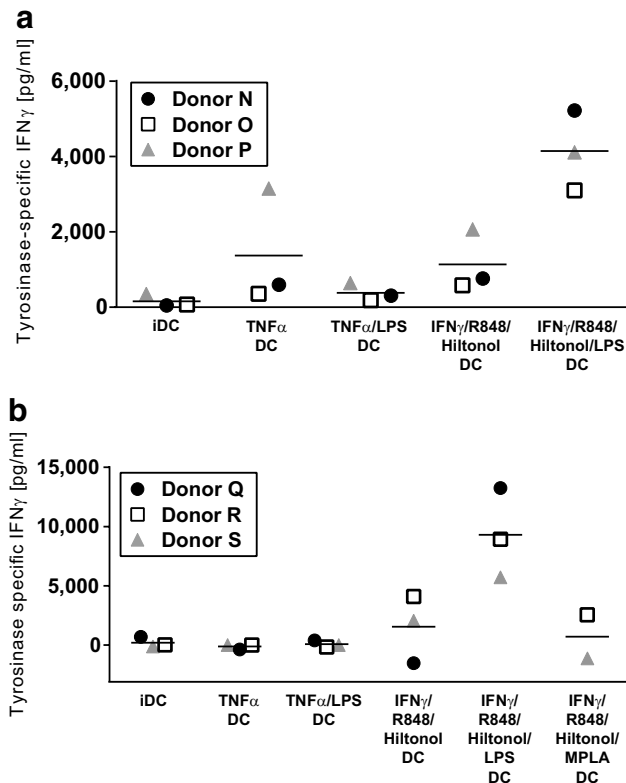 a
Tyrosinase-specific IFNγ [pg/ml]
6,000
4,000
2,000
0
Donor N
Donor O
Donor P
iDC
TNFα
DC
TNFα/LPS
DC
IFNγ/R848/
Hiltonol
DC
IFNγ/R848/
Hiltonol/LPS
DC
b
Tyrosinase specific IFNγ [pg/ml]
15,000
10,000
5,000
0
Donor Q
Donor R
Donor S
iDC
TNFα
DC
TNFα/LPS
DC
IFNγ/
R848/
Hiltonol
DC
IFNγ/
R848/
Hiltonol/
LPS
DC
IFNγ/
R848/
Hiltonol/
MPLA
DC